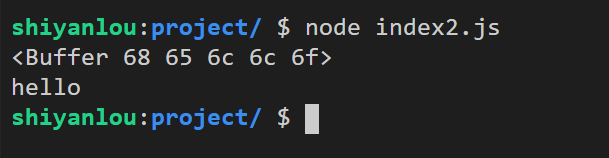 shiyanlou:project/ $ node index2.js
<Buffer 68 65 6c 6c 6f>
hello
shiyanlou:project/ $